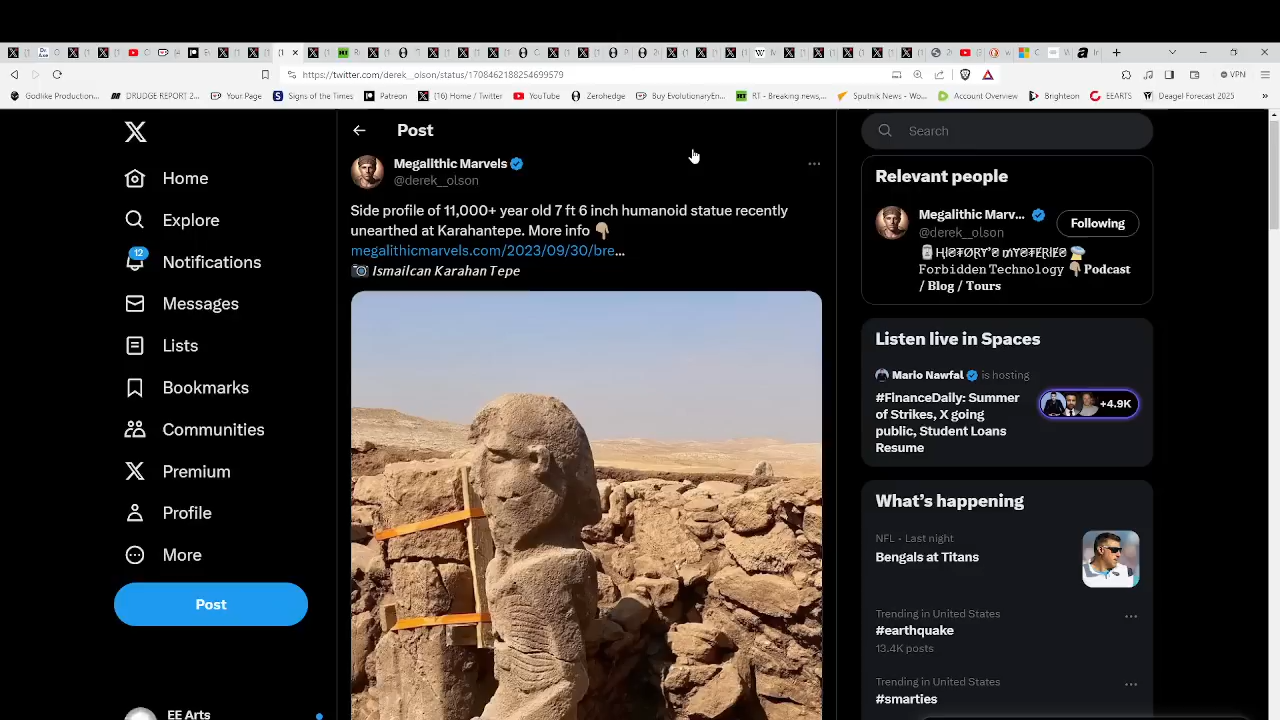 https://twitter.com/derek__olson/status/1708462188254699579
VPN
Godlike Production...
DRUDGE REPORT 2...
Your Page
Signs of the Times
Patreon
(16) Home / Twitter
YouTube
Zerohedge
Buy EvolutionaryEn...
RT - Breaking news,...
Sputnik News - Wo...
Account Overview
Brighteon
EEARTS
Deagel Forecast 2025
Home
Explore
12
Notifications
Messages
Lists
Bookmarks
Communities
Premium
Profile
More
Post
EE Arts
Post
Megalithic Marvels
@derek__olson
Side profile of 11,000+ year old 7 ft 6 inch humanoid statue recently
unearthed at Karahantepe. More info 👇🏽
megalithicmarvels.com/2023/09/30/bre…
📸 Ismailcan Karahan Tepe
Search
Relevant people
Megalithic Marv...
@derek__olson
Following
Forbidden Technology 👇🏽Podcast
/ Blog / Tours
Listen live in Spaces
Mario Nawfal is hosting
#FinanceDaily: Summer
of Strikes, X going
public, Student Loans
Resume
+4.9K
What's happening
NFL · Last night
Bengals at Titans
Trending in United States
#earthquake
13.4K posts
Trending in United States
#smarties